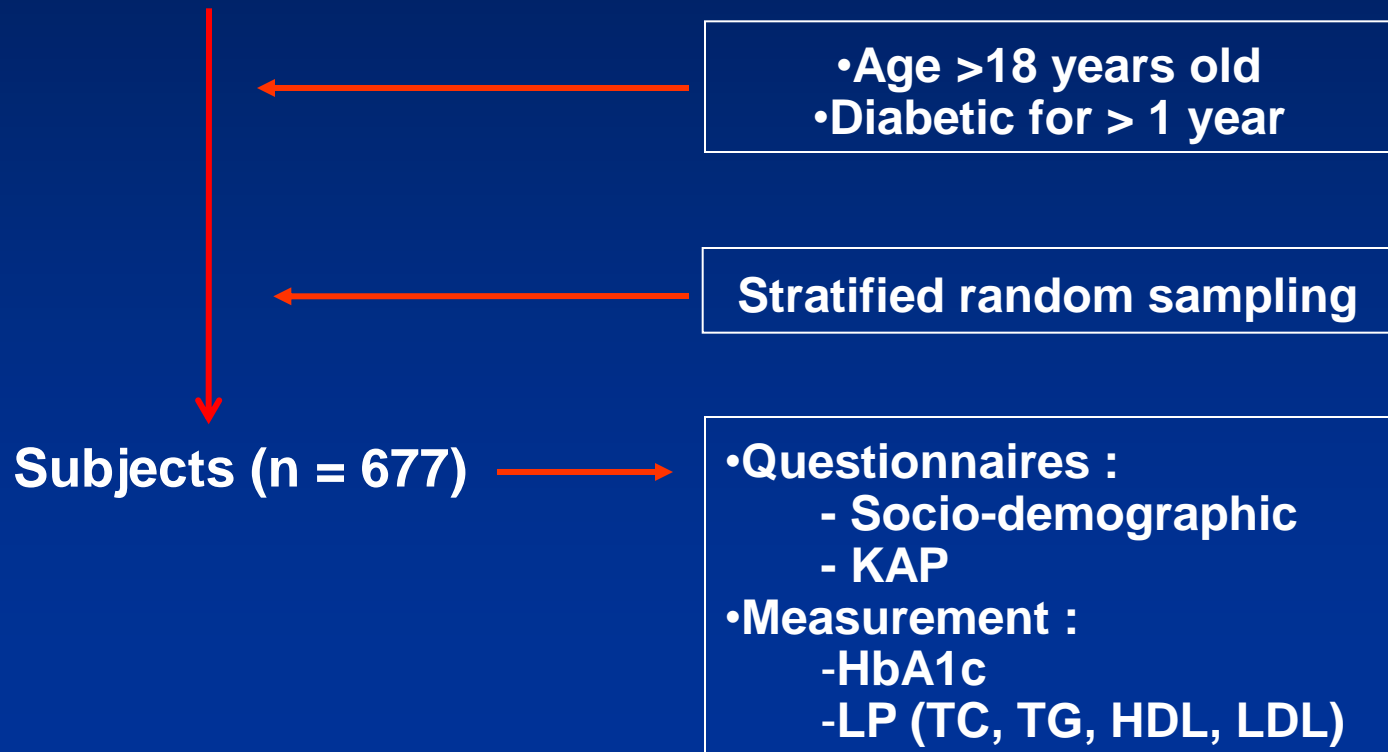 •Age >18 years old
•Diabetic for > 1 year
Stratified random sampling
Subjects (n = 677)
•Questionnaires :
- Socio-demographic
- KAP
•Measurement :
-HbA1c
-LP (TC, TG, HDL, LDL)